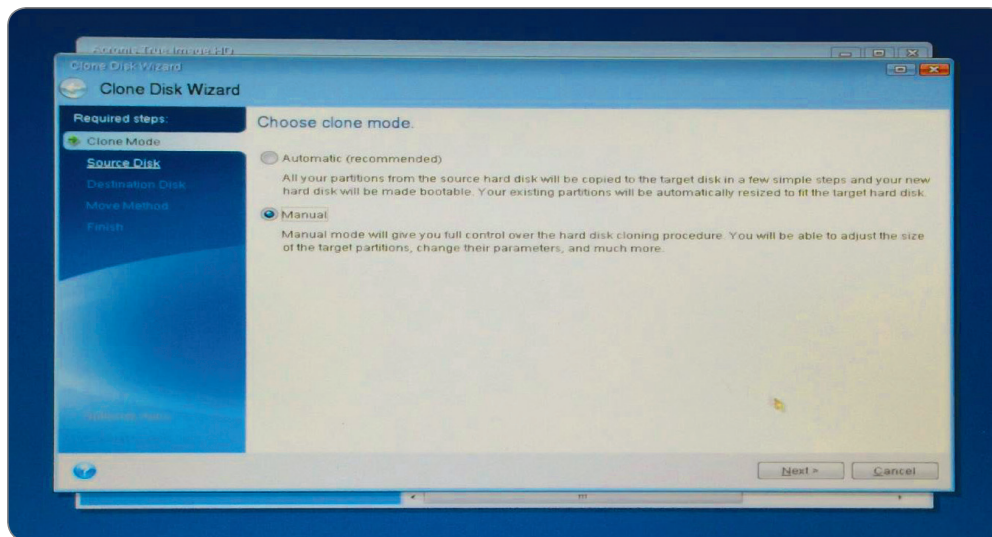 Acronis True Image HD
Clone Disk Wizard
Clone Disk Wizard
Required steps:
Clone Mode
Source Disk
Destination Disk
Move Method
Finish
Choose clone mode.
Automatic (recommended)
All your partitions from the source hard disk will be copied to the target disk in a few simple steps and your new
hard disk will be made bootable. Your existing partitions will be automatically resized to fit the target hard disk.
Manual
Manual mode will give you full control over the hard disk cloning procedure. You will be able to adjust the size
of the target partitions, change their parameters, and much more.
Next >
Cancel